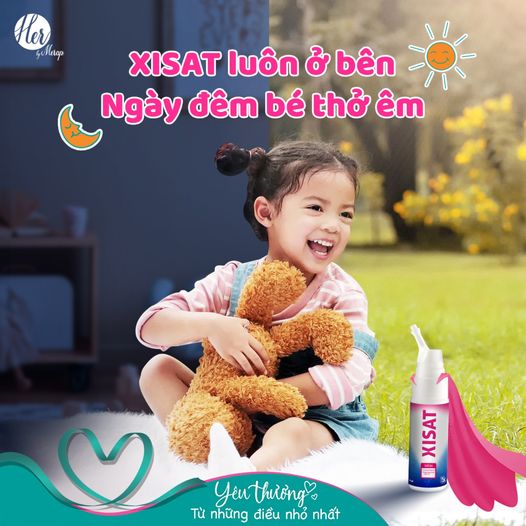 Her
by Merap
XISAT luôn ở bên
Ngày đêm bé thở êm
XISAT
Yêu thương
Từ những điều nhỏ nhất